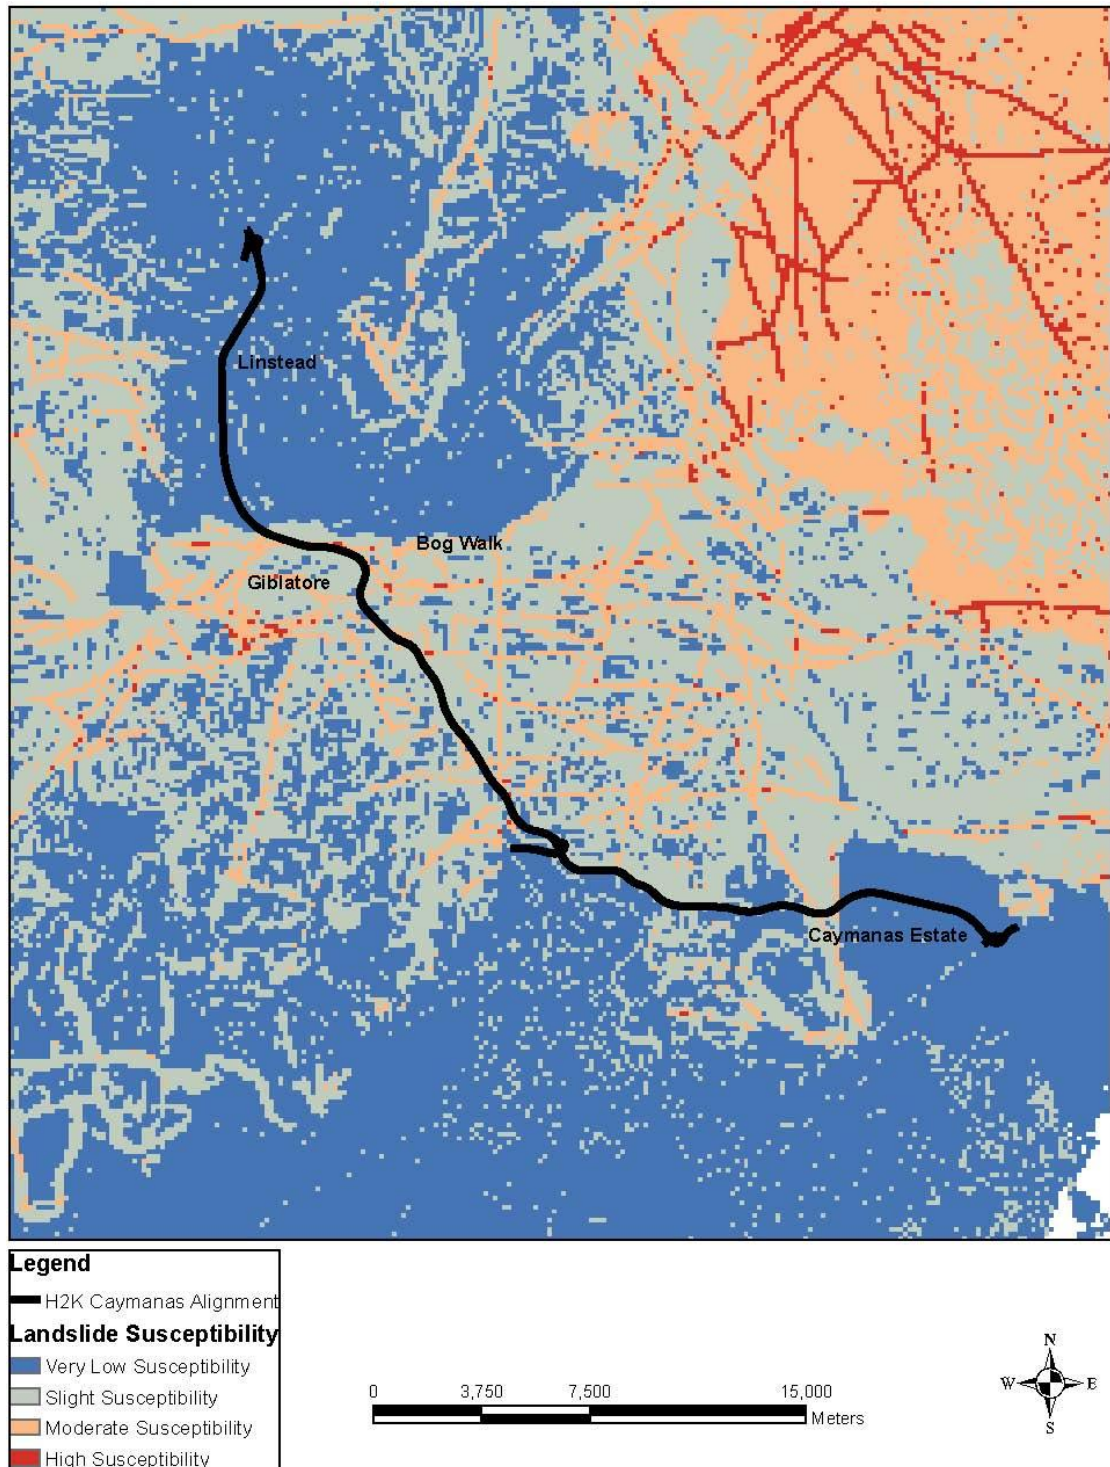 Linstead
Bog Walk
Giblatore
Caymanas Estate
Legend
H2K Caymanas Alignment
Landslide Susceptibility
Very Low Susceptibility
Slight Susceptibility
Moderate Susceptibility
High Susceptibility
0 3,750 7,500 15,000
Meters
N
W E
S